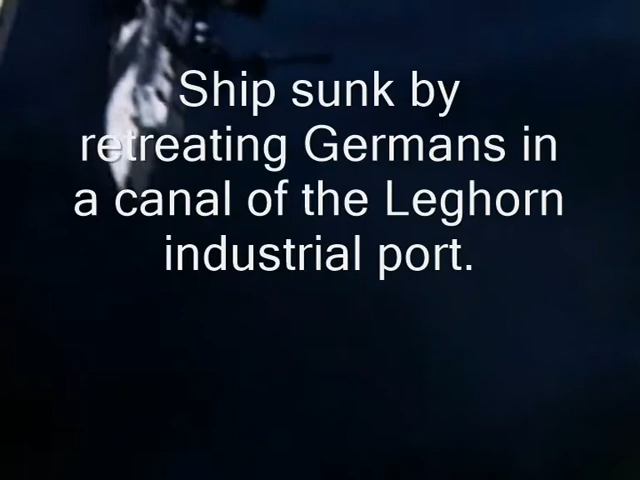 Ship sunk by
retreating Germans in
a canal of the Leghorn
industrial port.